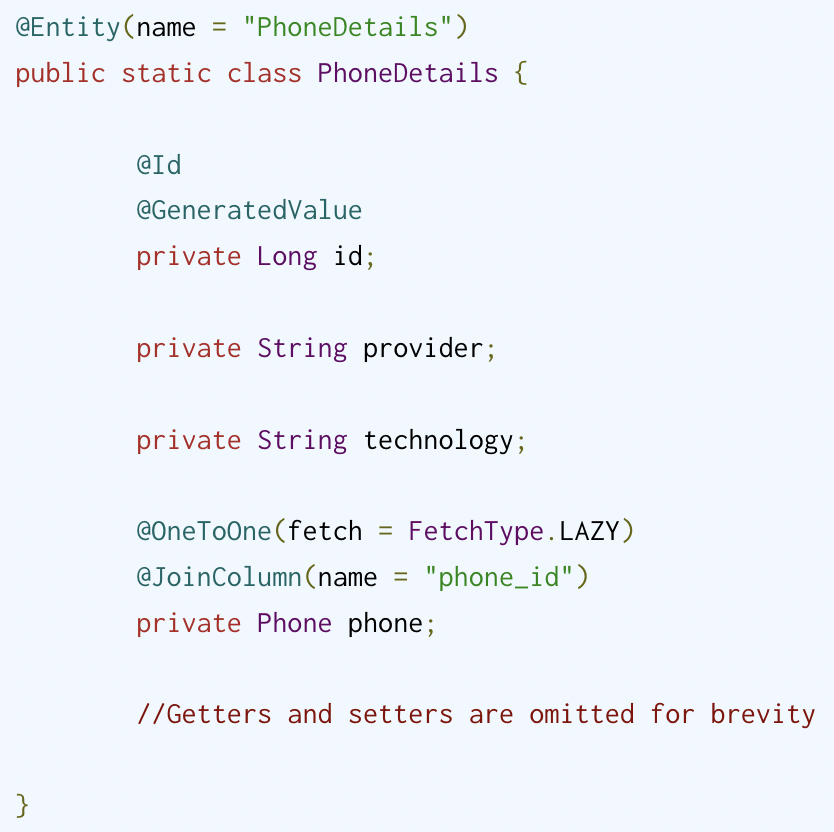 @Entity(name = "PhoneDetails")
public static class PhoneDetails {
@Id
@GeneratedValue
private Long id;
private String provider;
private String technology;
@OneToOne(fetch = FetchType.LAZY)
@JoinColumn(name = "phone_id")
private Phone phone;
//Getters and setters are omitted for brevity
}